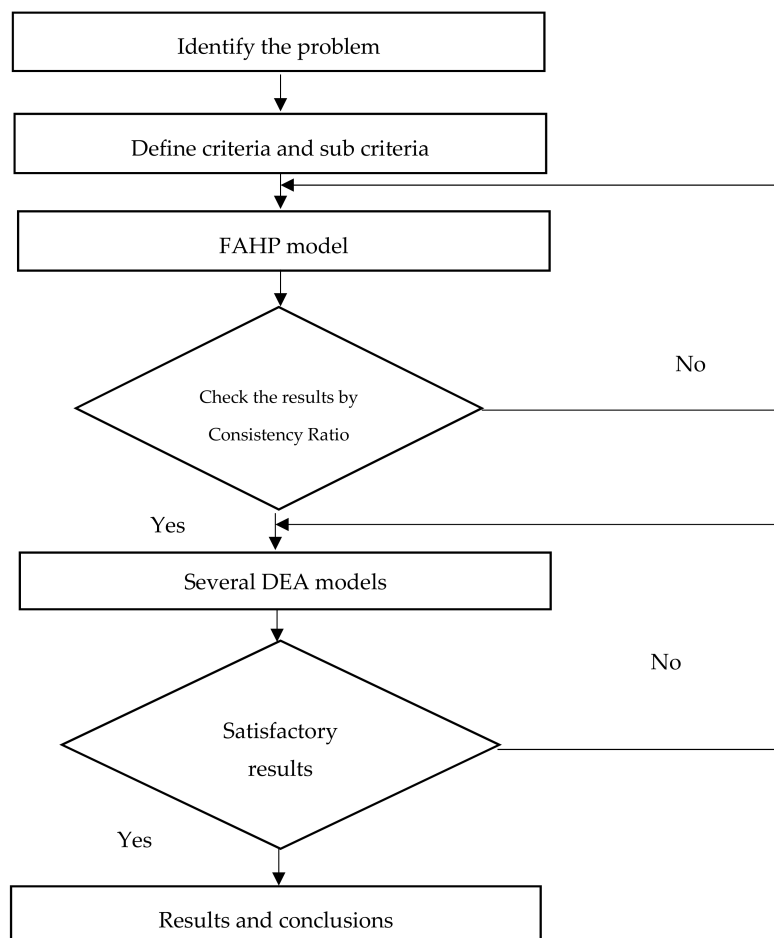 Identify the problem
Define criteria and sub criteria
FAHP model
No
Check the results by
Consistency Ratio
Yes
Several DEA models
No
Satisfactory
results
Yes
Results and conclusions